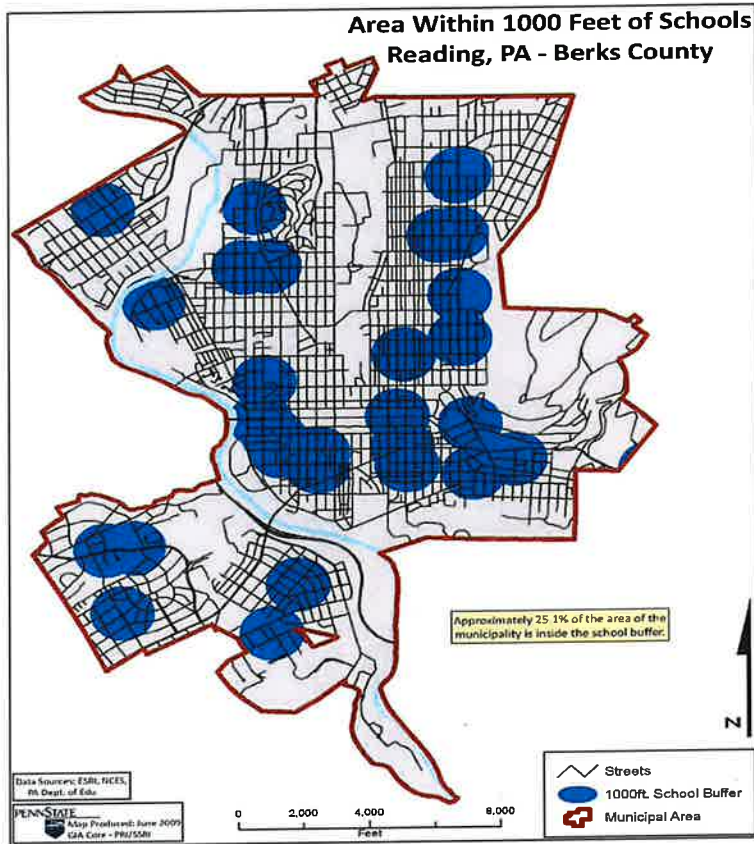 Area Within 1000 Feet of Schools
Reading, PA - Berks County
Approximately 25 1% of the area of the
municipality is inside the school buffer.
N
Data Sources: ESRI, NCES,
PA Dept. of Edu
PENNSTATE
Map Produced: June 2009
GIA Core - PRI/SSRI
0 2,000 4,000 8,000
Feet
Streets
1000ft. School Buffer
Municipal Area